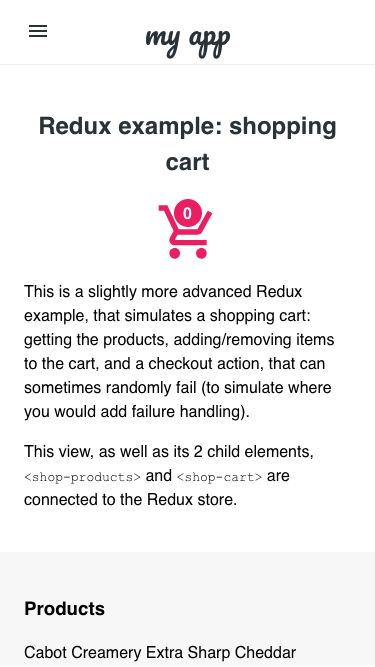 my app
Redux example: shopping
cart
0
This is a slightly more advanced Redux
example, that simulates a shopping cart:
getting the products, adding/removing items
to the cart, and a checkout action, that can
sometimes randomly fail (to simulate where
you would add failure handling).
This view, as well as its 2 child elements,
<shop-products> and <shop-cart> are
connected to the Redux store.
Products
Cabot Creamery Extra Sharp Cheddar